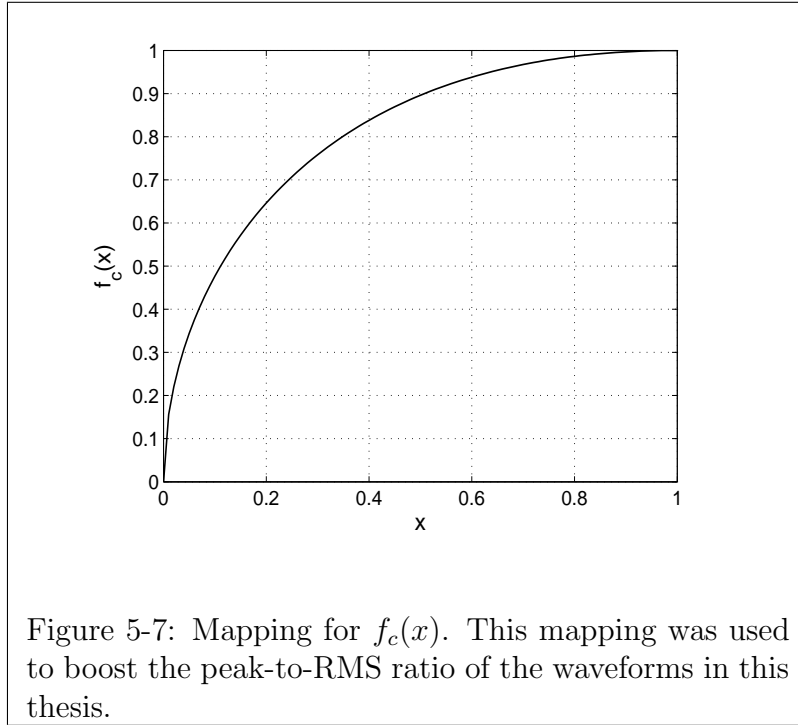 1
0.9
0.8
0.7
0.6
0.5
0.4
0.3
0.2
0.1
0
f_c(x)
0 0.2 0.4 0.6 0.8 1
x
Figure 5-7: Mapping for f_c(x). This mapping was used
to boost the peak-to-RMS ratio of the waveforms in this
thesis.